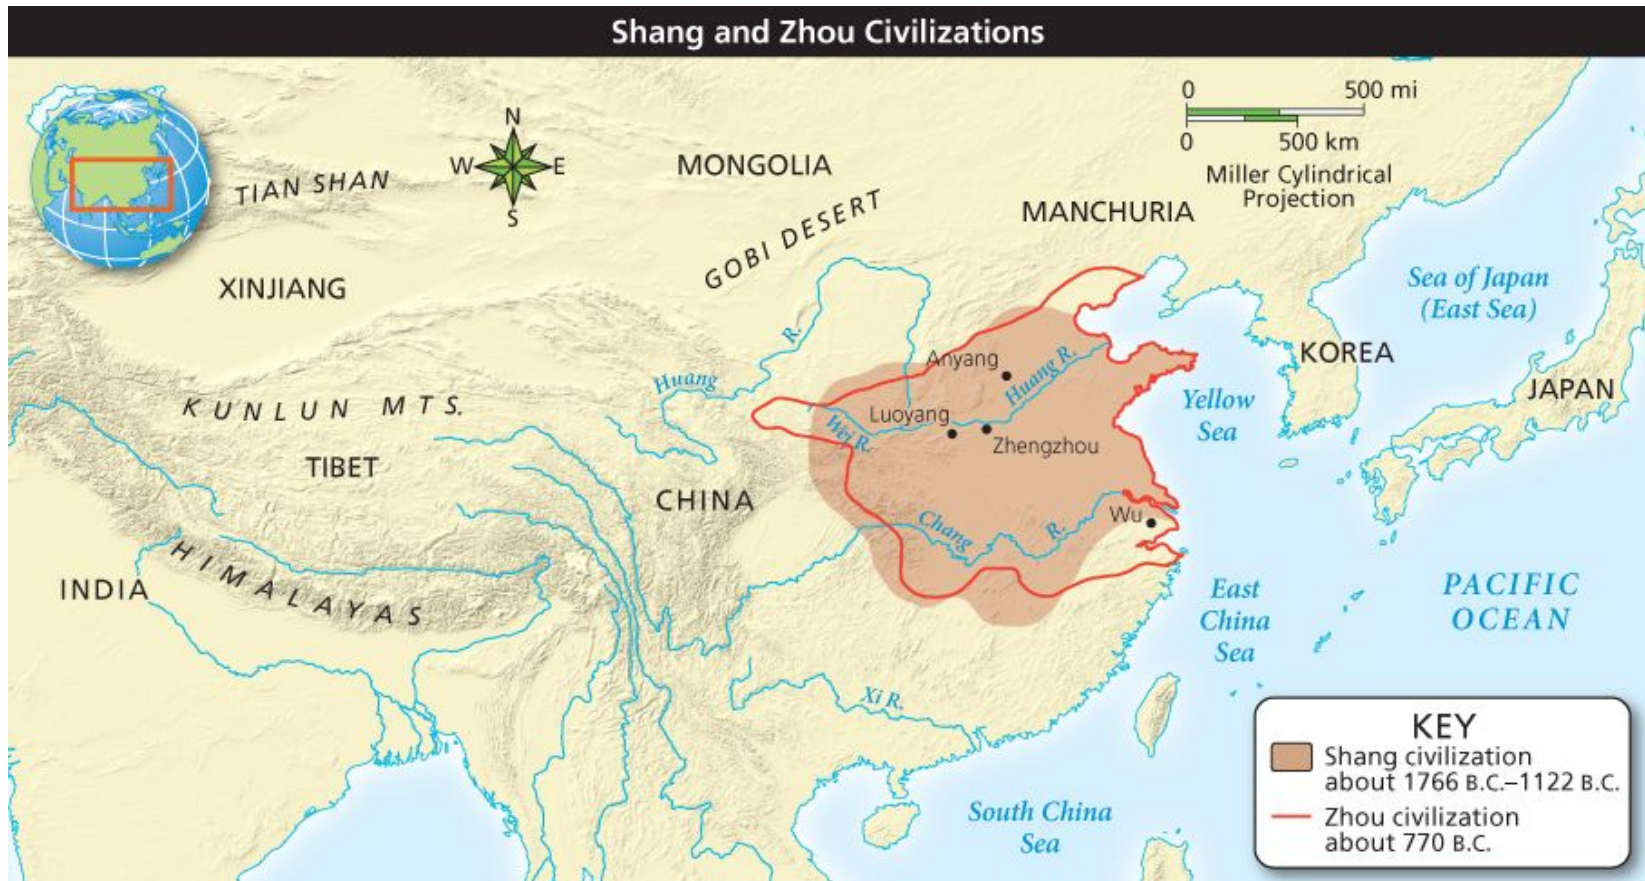 Shang and Zhou Civilizations
0 500 mi
0 500 km
Miller Cylindrical
Projection
N
W E
S
TIAN SHAN
MONGOLIA
GOBI DESERT
MANCHURIA
XINJIANG
Sea of Japan
(East Sea)
Huang
R.
Anyang
Huang R.
KOREA
JAPAN
KUNLUN MTS.
Luoyang
Wei R.
Zhengzhou
Yellow
Sea
TIBET
CHINA
Chang
R.
Wu
HIMALAYAS
INDIA
East
China
Sea
PACIFIC
OCEAN
Xi R.
South China
Sea
KEY
Shang civilization
about 1766 B.C.–1122 B.C.
Zhou civilization
about 770 B.C.